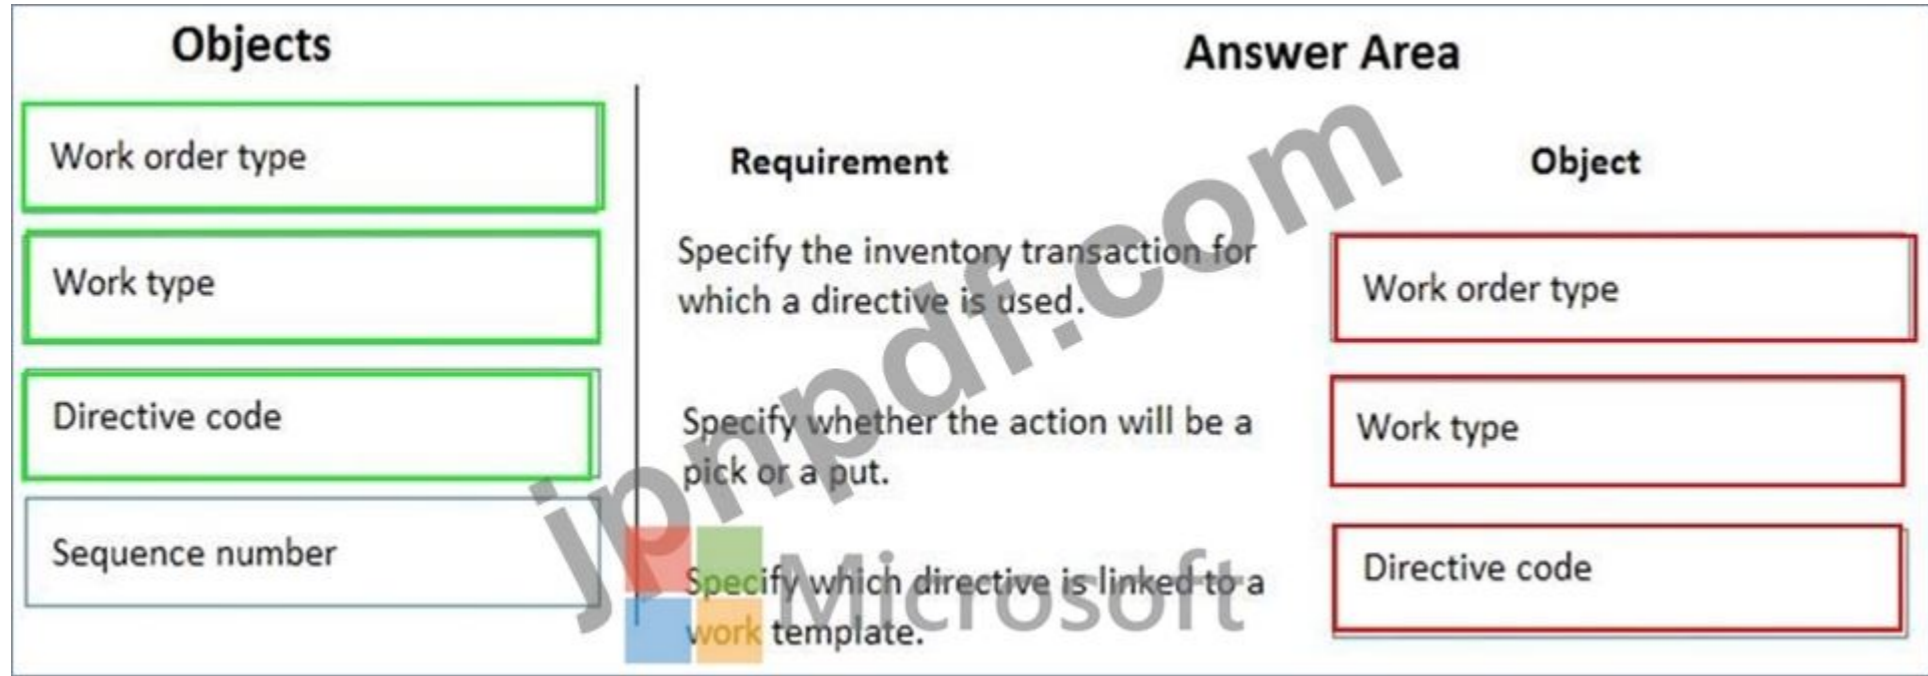 Objects
Answer Area
Work order type
Work type
Directive code
Sequence number
Requirement
Object
Specify the inventory transaction for
which a directive is used.
Work order type
Specify whether the action will be a
pick or a put.
Work type
Specify which directive is linked to a
work template.
Directive code
jpnpdf.com
Microsoft